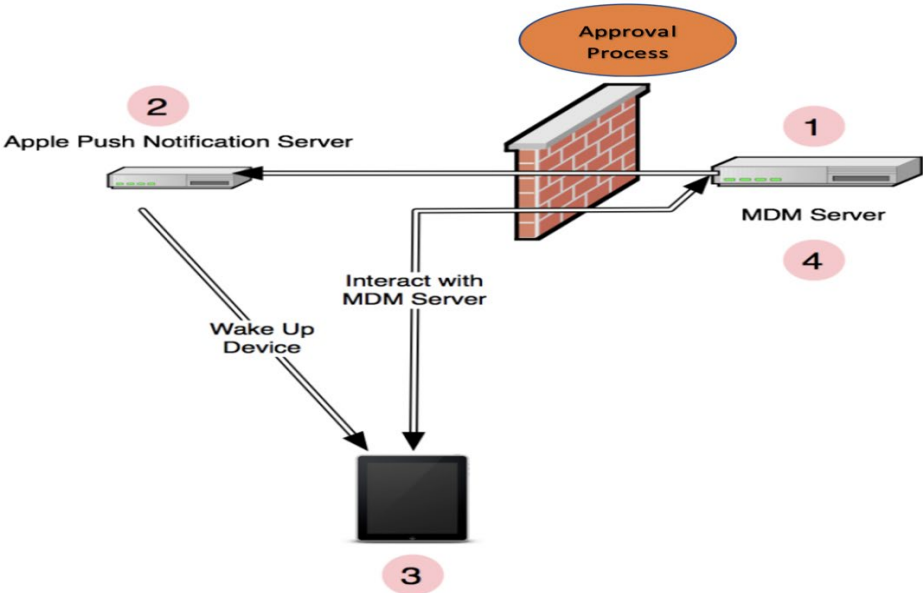 Approval
Process
2
Apple Push Notification Server
1
MDM Server
4
Interact with
MDM Server
Wake Up
Device
3